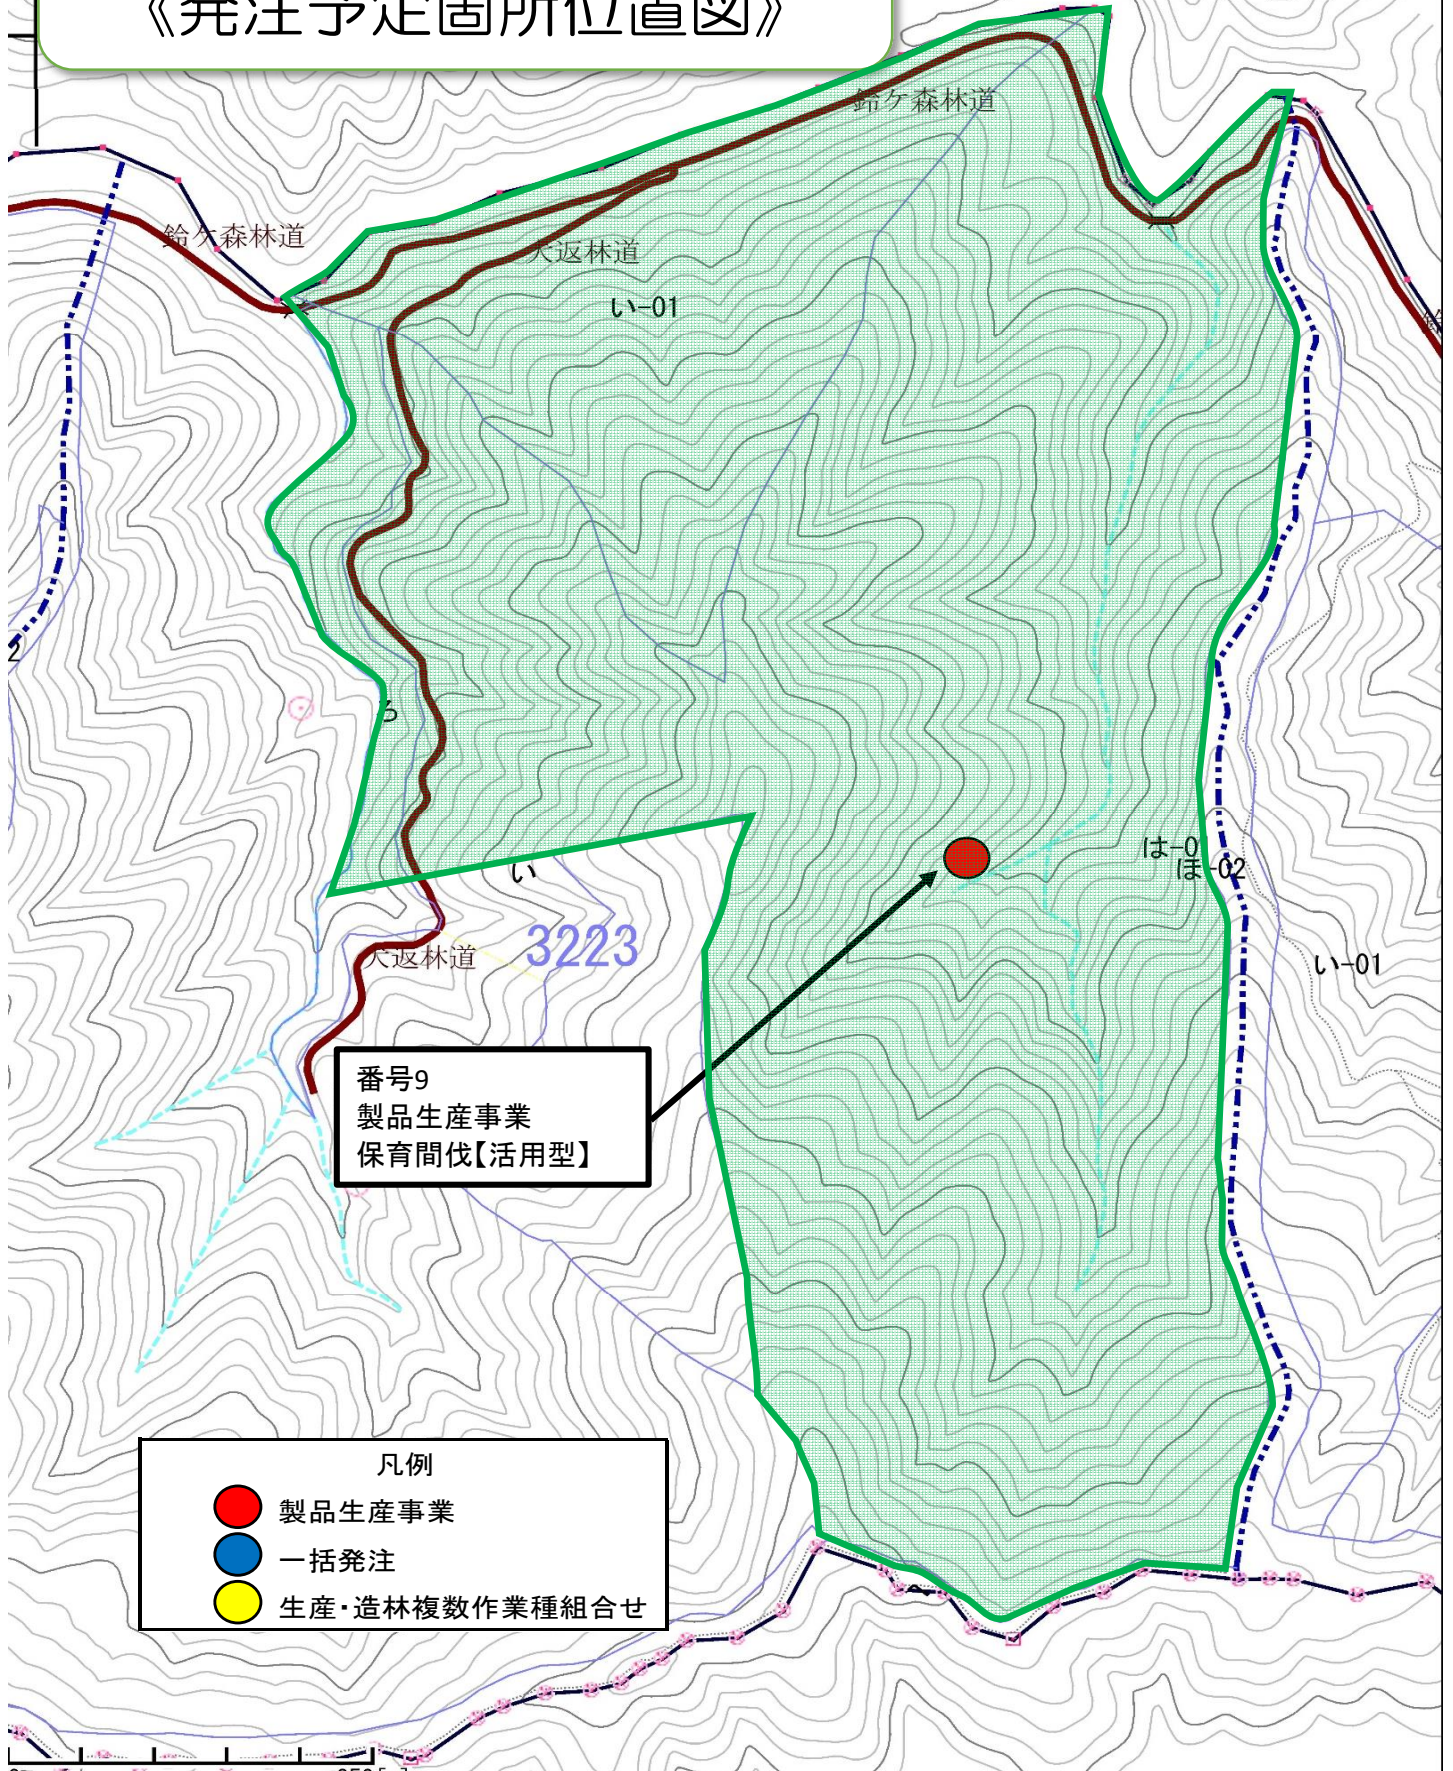 《発注予定箇所位置図》
鈴ケ森林道
鈴ケ森林道
犬返林道
い-01
ろ
は-0
ほ-02
い
3223
犬返林道
い-01
番号9
製品生産事業
保育間伐【活用型】
凡例
製品生産事業
一括発注
生産・造林複数作業種組合せ